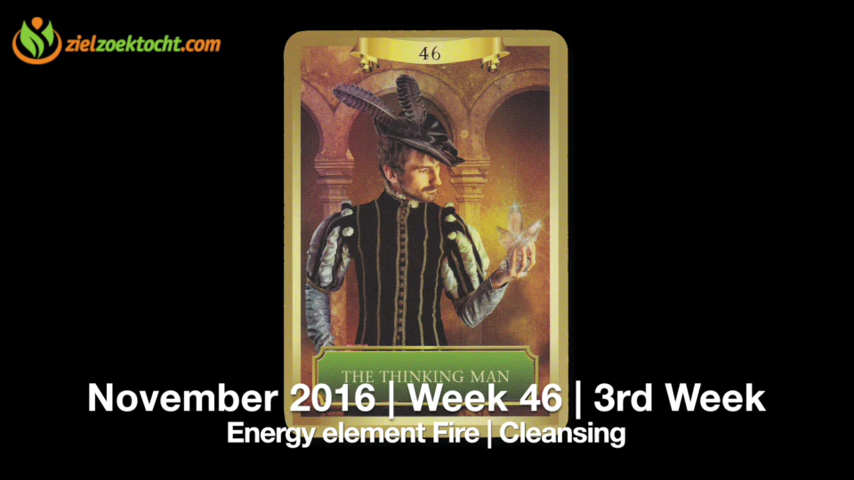 zielzoektocht.com
46
THE THINKING MAN
November 2016 | Week 46 | 3rd Week
Energy element Fire | Cleansing